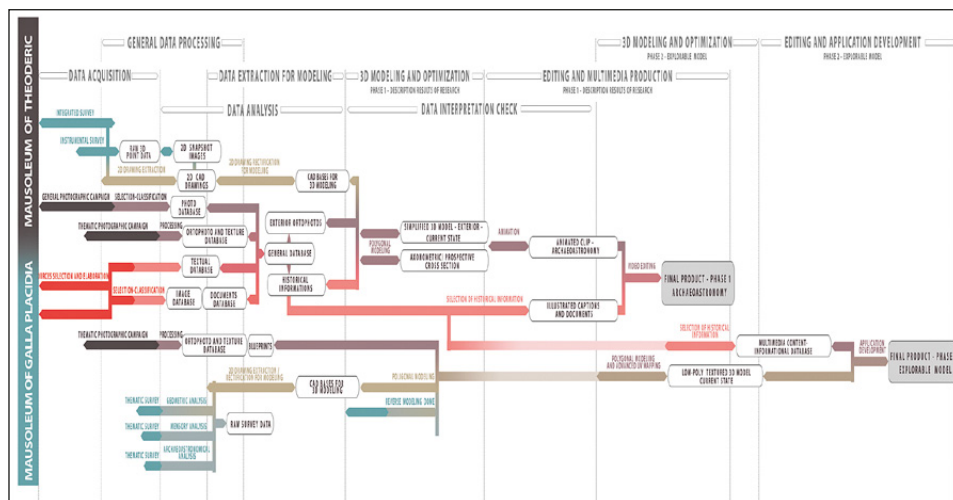 MAUSOLEUM OF THEODERIC
MAUSOLEUM OF GALLA PLACIDIA
GENERAL DATA PROCESSING
3D MODELING AND OPTIMIZATION
PHASE 2 - EXPLORABLE MODEL
EDITING AND APPLICATION DEVELOPMENT
PHASE 2 - EXPLORABLE MODEL
DATA ACQUISITION
DATA EXTRACTION FOR MODELING
3D MODELING AND OPTIMIZATION
PHASE 1 - DESCRIPTION RESULTS OF RESEARCH
EDITING AND MULTIMEDIA PRODUCTION
PHASE 1 - DESCRIPTION RESULTS OF RESEARCH
DATA ANALYSIS
DATA INTERPRETATION CHECK
INTEGRATED SURVEY
INSTRUMENTAL SURVEY
RAW 3D
POINT DATA
2D SNAPSHOT
IMAGES
2D DRAWING EXTRACTION
2D CAD
DRAWINGS
2D DRAWING RECTIFICATION
FOR MODELING
CAD BASES FOR
3D MODELING
GENERAL PHOTOGRAPHIC CAMPAIGN
SELECTION-CLASSIFICATION
PHOTO
DATABASE
THEMATIC PHOTOGRAPHIC CAMPAIGN
PROCESSING
ORTOPHOTO AND TEXTURE
DATABASE
EXTERIOR ORTOPHOTOS
GENERAL DATABASE
HISTORICAL
INFORMATIONS
POLYGONAL
MODELING
SIMPLIFIED 3D MODEL - EXTERIOR -
CURRENT STATE
PROSPECTIVE
CROSS SECTION
ANIMATION
ANIMATED CLIP -
ARCHAEOASTRONOMY
VIDEO EDITING
FINAL PRODUCT - PHASE 1
ARCHAEOASTRONOMY
SELECTION AND ELABORATION
TEXTUAL
DATABASE
SELECTION CLASSIFICATION
IMAGE
DATABASE
DOCUMENTS
DATABASE
SELECTION OF HISTORICAL INFORMATION
ILLUSTRATED CAPTIONS
AND DOCUMENTS
THEMATIC PHOTOGRAPHIC CAMPAIGN
PROCESSING
ORTOPHOTO AND TEXTURE
DATABASE
BLUEPRINTS
SELECTION OF HISTORICAL
INFORMATION
MULTIMEDIA CONTENT-
INFORMATIONAL DATABASE
APPLICATION
DEVELOPMENT
FINAL PRODUCT - PHASE
EXPLORABLE MODEL
2D DRAWING EXTRACTION /
RECTIFICATION FOR MODELING
CAD BASES FOR
3D MODELING
POLYGONAL MODELING
POLYGONAL MODELING
AND ADVANCED UV MAPPING
LOW-POLY TEXTURED 3D MODEL
CURRENT STATE
THEMATIC SURVEY
GEOMETRIC ANALYSIS
REVERSE MODELING
THEMATIC SURVEY
ANALYSIS
RAW SURVEY DATA
THEMATIC SURVEY
ARCHAEOASTRONOMICAL
ANALYSIS